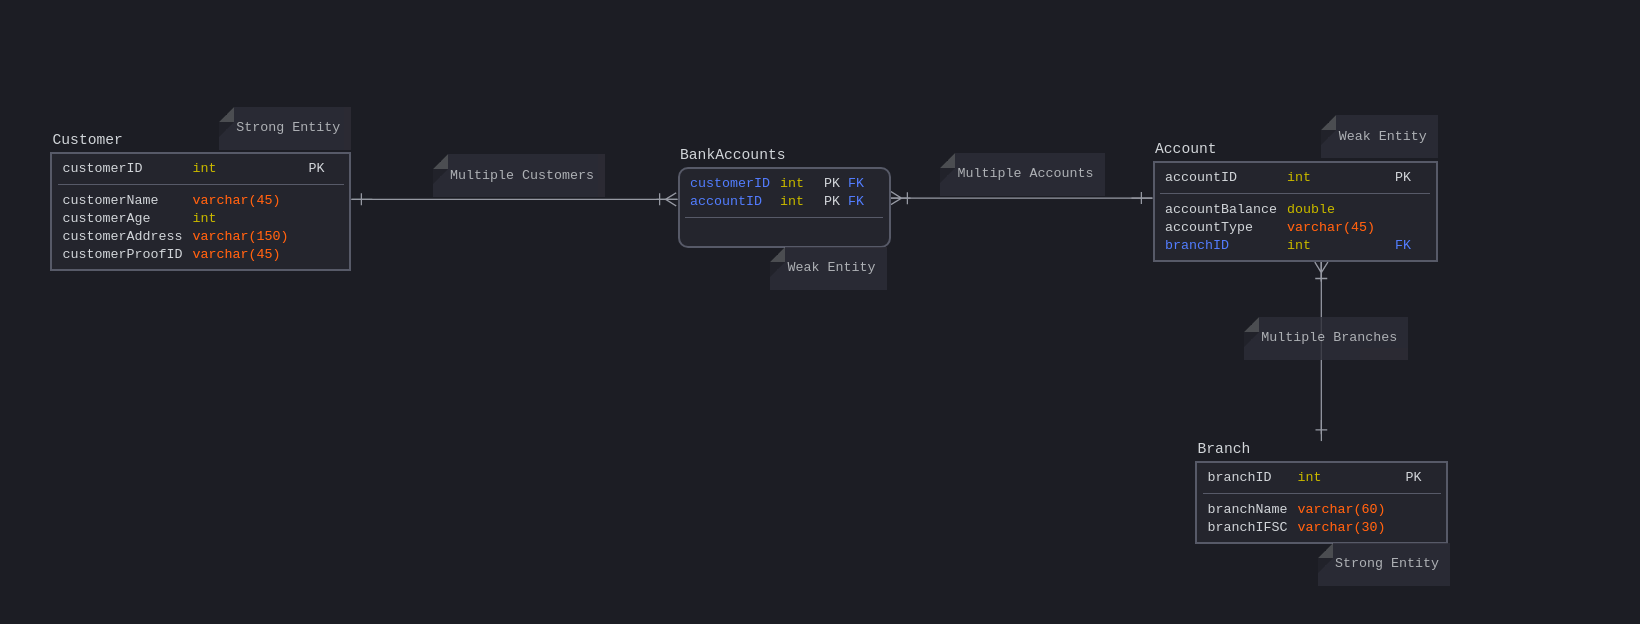 Strong Entity
Customer
customerID int PK
customerName varchar(45)
customerAge int
customerAddress varchar(150)
customerProofID varchar(45)
Multiple Customers
BankAccounts
customerID int PK FK
accountID int PK FK
Weak Entity
Multiple Accounts
Weak Entity
Account
accountID int PK
accountBalance double
accountType varchar(45)
branchID int FK
Multiple Branches
Branch
branchID int PK
branchName varchar(60)
branchIFSC varchar(30)
Strong Entity